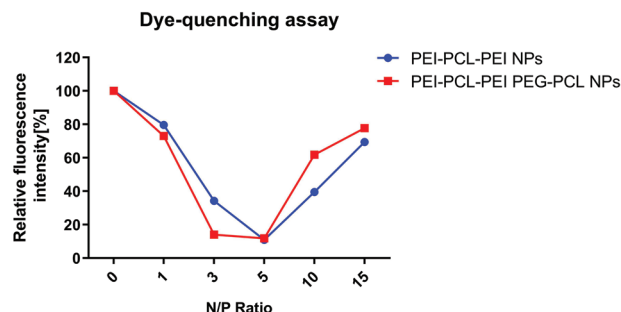 Dye-quenching assay
Relative fluorescence
intensity[%]
120
100
80
60
40
20
0
0
1
3
5
10
15
N/P Ratio
PEI-PCL-PEI NPs
PEI-PCL-PEI PEG-PCL NPs